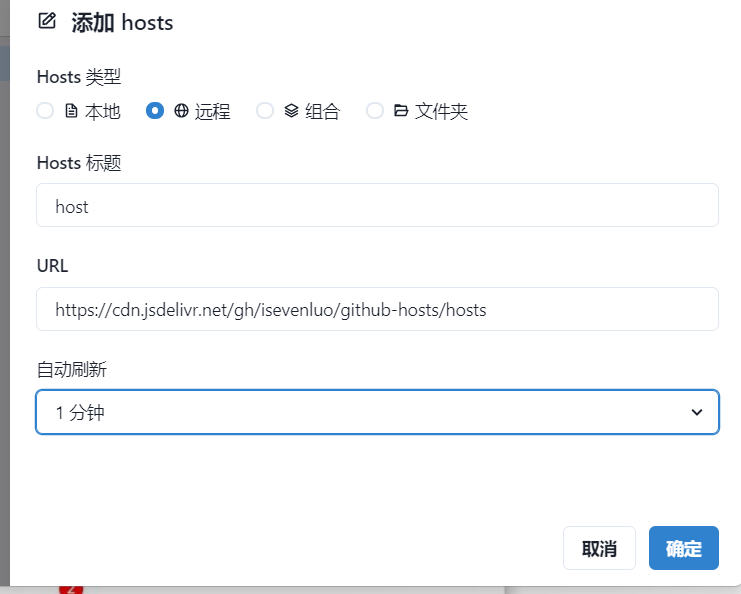 添加 hosts
Hosts 类型
本地 远程 组合 文件夹
Hosts 标题
host
URL
https://cdn.jsdelivr.net/gh/isevenluo/github-hosts/hosts
自动刷新
1 分钟
取消 确定
2